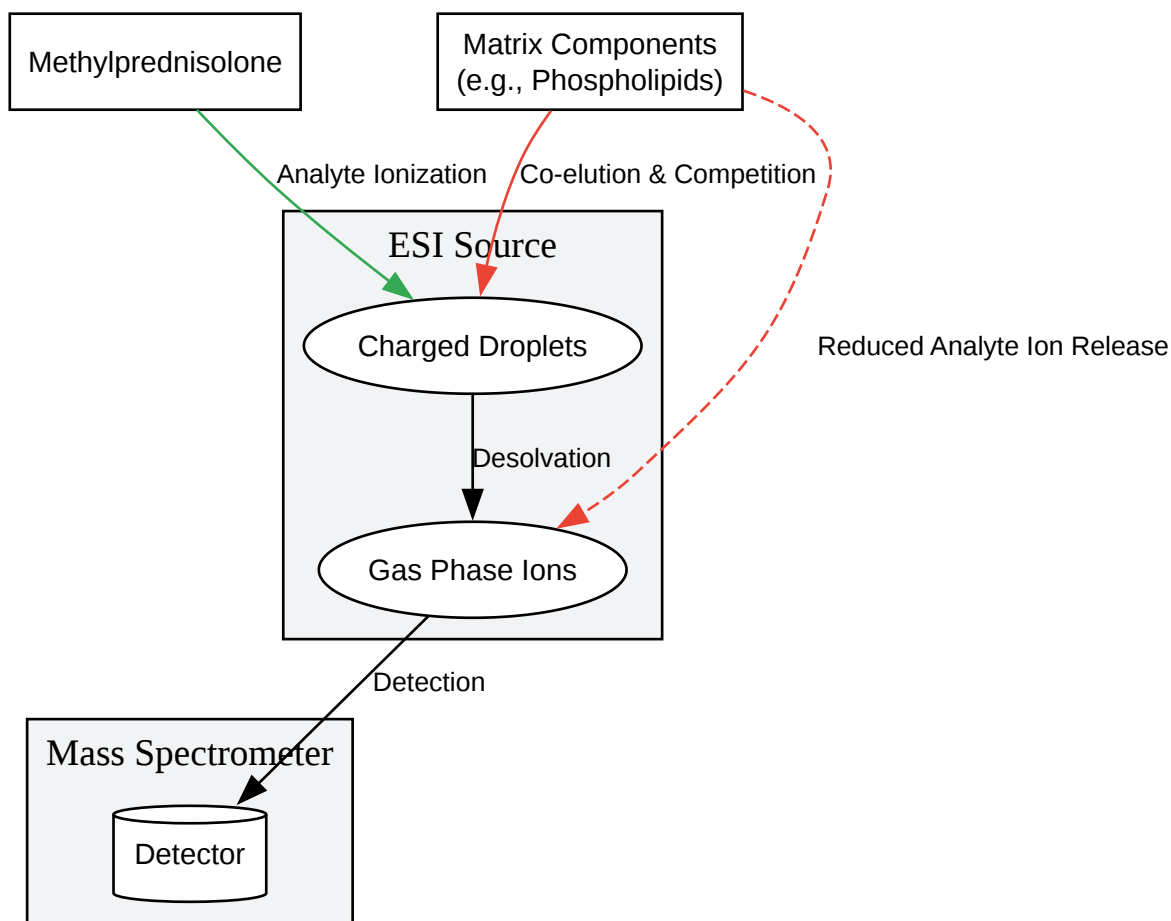 Methylprednisolone
Matrix Components
(e.g., Phospholipids)
Analyte Ionization
Co-elution & Competition
ESI Source
Charged Droplets
Reduced Analyte Ion Release
Desolvation
Gas Phase Ions
Detection
Mass Spectrometer
Detector